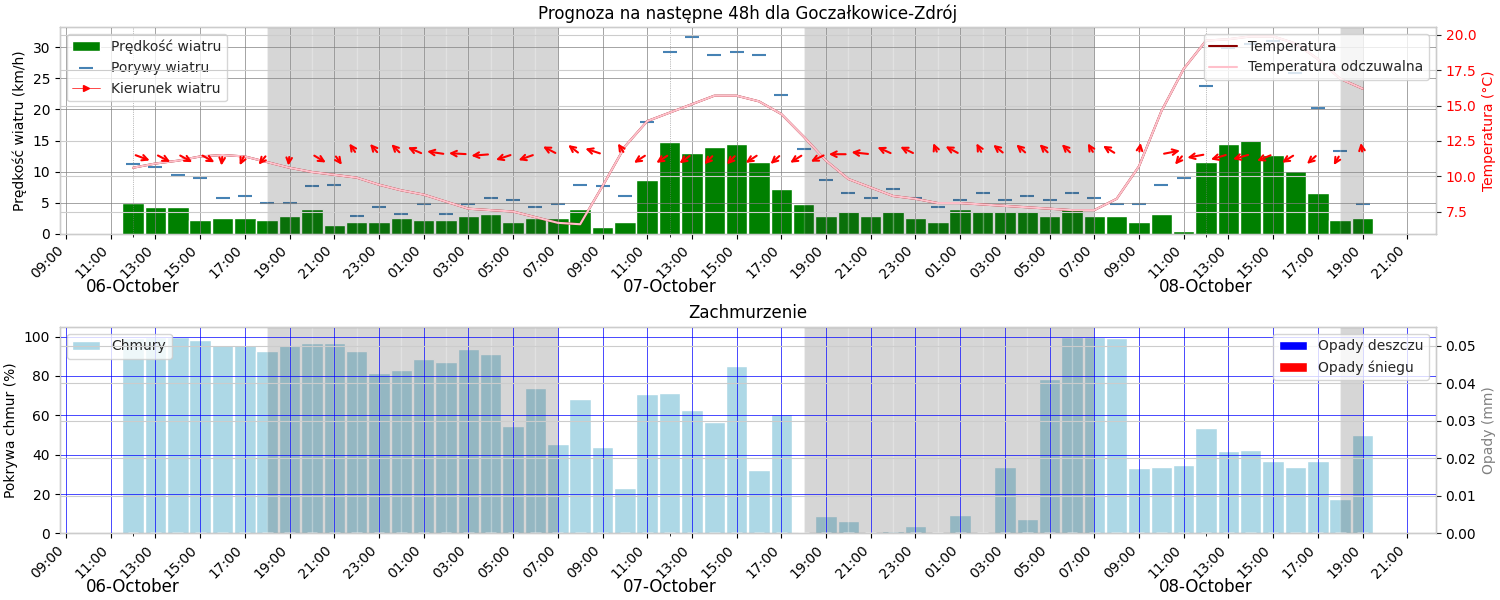 Prognoza na następne 48h dla Goczałkowice-Zdrój
Prędkość wiatru (km/h)
30
25
20
15
10
5
0
Prędkość wiatru
Porywy wiatru
Kierunek wiatru
Temperatura
Temperatura odczuwalna
20.0
17.5
15.0
12.5
10.0
7.5
Temperatura (°C)
09:00 11:00 13:00 15:00 17:00 19:00 21:00 23:00 01:00 03:00 05:00 07:00 09:00 11:00 13:00 15:00 17:00 19:00 21:00 23:00 01:00 03:00 05:00 07:00 09:00 11:00 13:00 15:00 17:00 19:00 21:00
06-October 07-October 08-October
Zachmurzenie
Pokrywa chmur (%)
100
80
60
40
20
0
Chmury
Opady deszczu
Opady śniegu
0.05
0.04
0.03
0.02
0.01
0.00
Opady (mm)
09:00 11:00 13:00 15:00 17:00 19:00 21:00 23:00 01:00 03:00 05:00 07:00 09:00 11:00 13:00 15:00 17:00 19:00 21:00 23:00 01:00 03:00 05:00 07:00 09:00 11:00 13:00 15:00 17:00 19:00 21:00
06-October 07-October 08-October